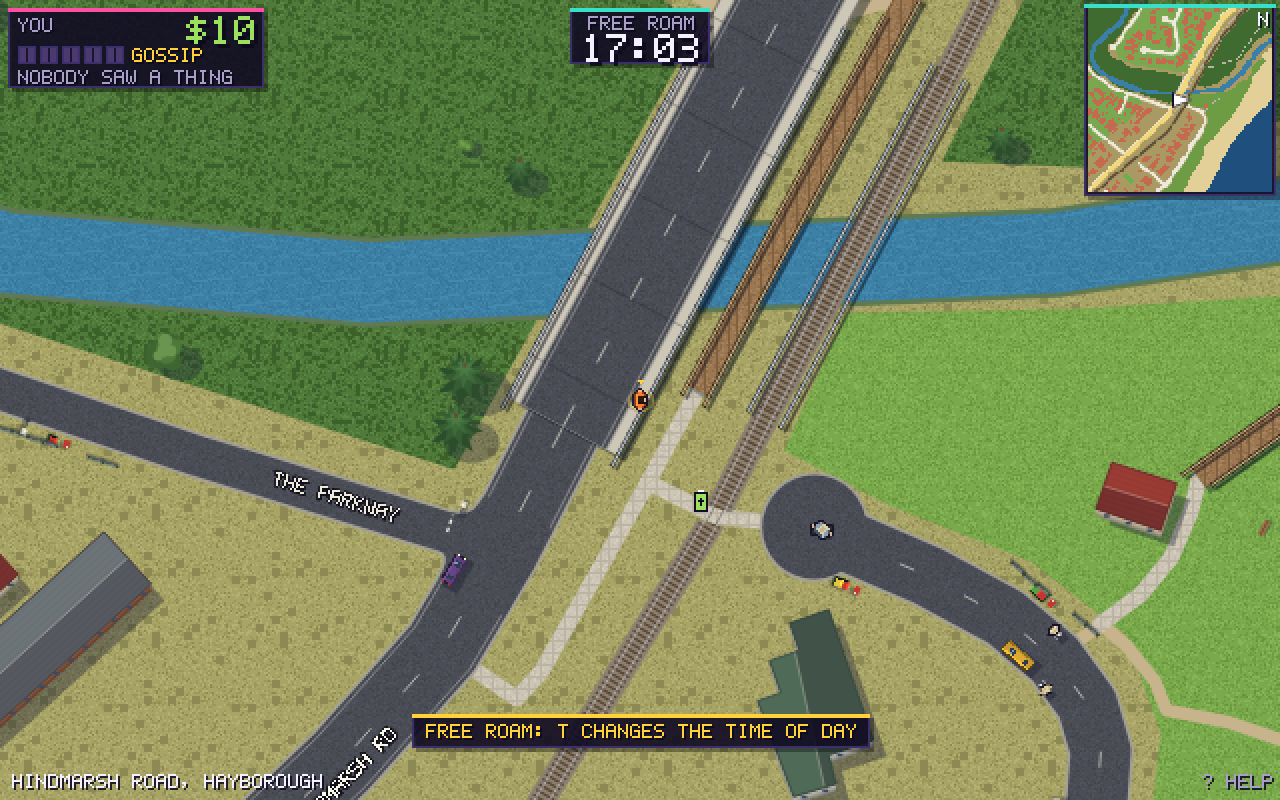 YOU
$10
GOSSIP
NOBODY SAW A THING
FREE ROAM
17:03
N
THE PARKWAY
FREE ROAM: T CHANGES THE TIME OF DAY
HINDMARSH ROAD, HAYBOROUGH
? HELP